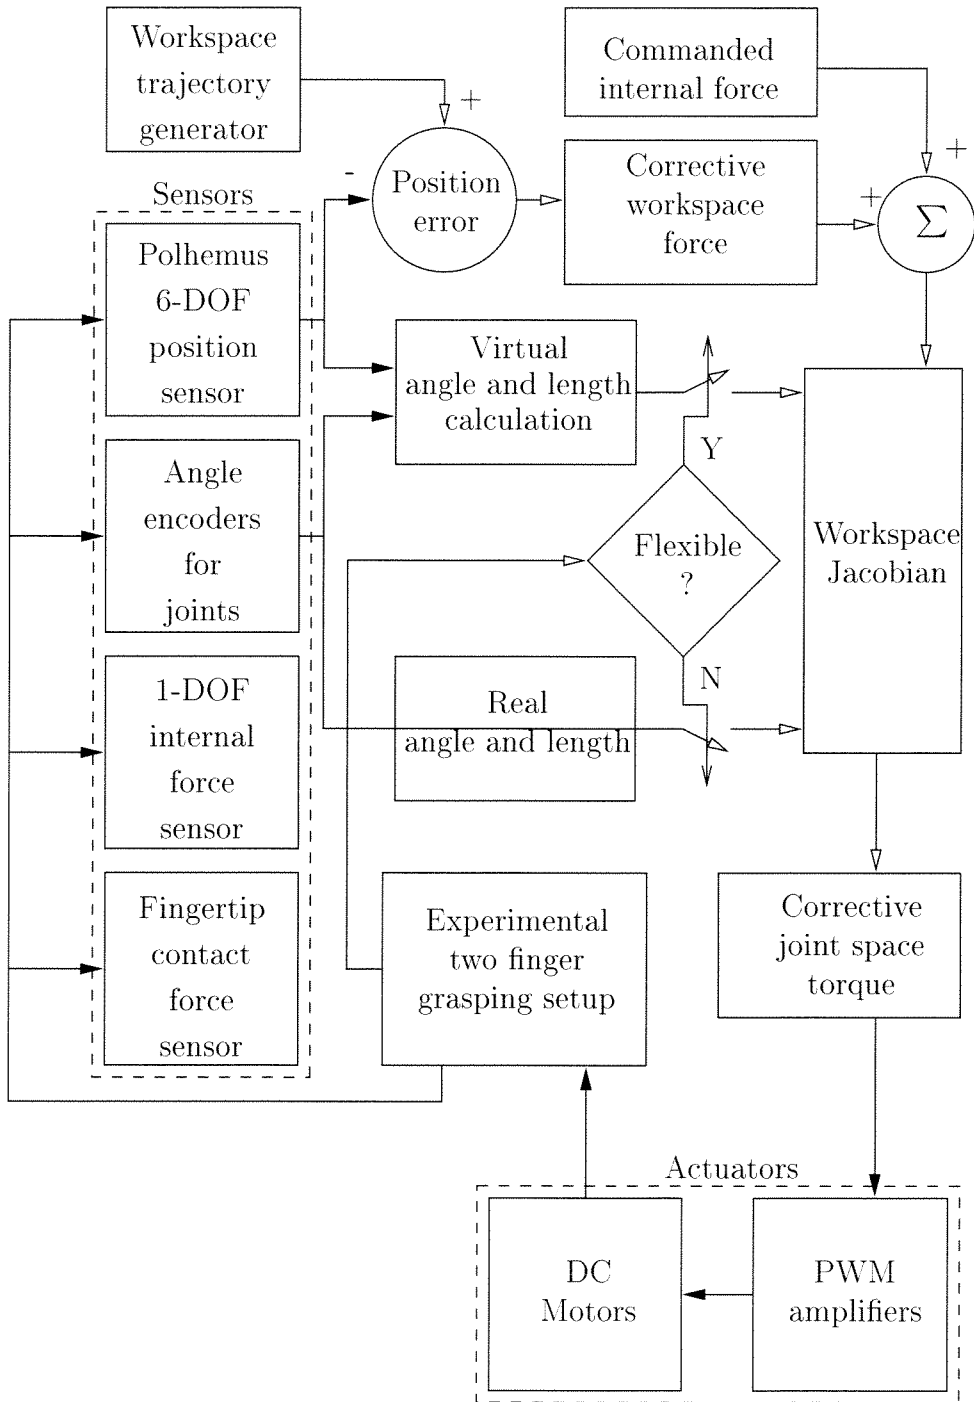 Workspace
trajectory
generator
Commanded
internal force
+
+
-
Position
error
Corrective
workspace
force
+
Σ
Sensors
Polhemus
6-DOF
position
sensor
Virtual
angle and length
calculation
Y
Angle
encoders
for
joints
Flexible
?
Workspace
Jacobian
N
1-DOF
internal
force
sensor
Real
angle and length
Fingertip
contact
force
sensor
Experimental
two finger
grasping setup
Corrective
joint space
torque
Actuators
DC
Motors
PWM
amplifiers